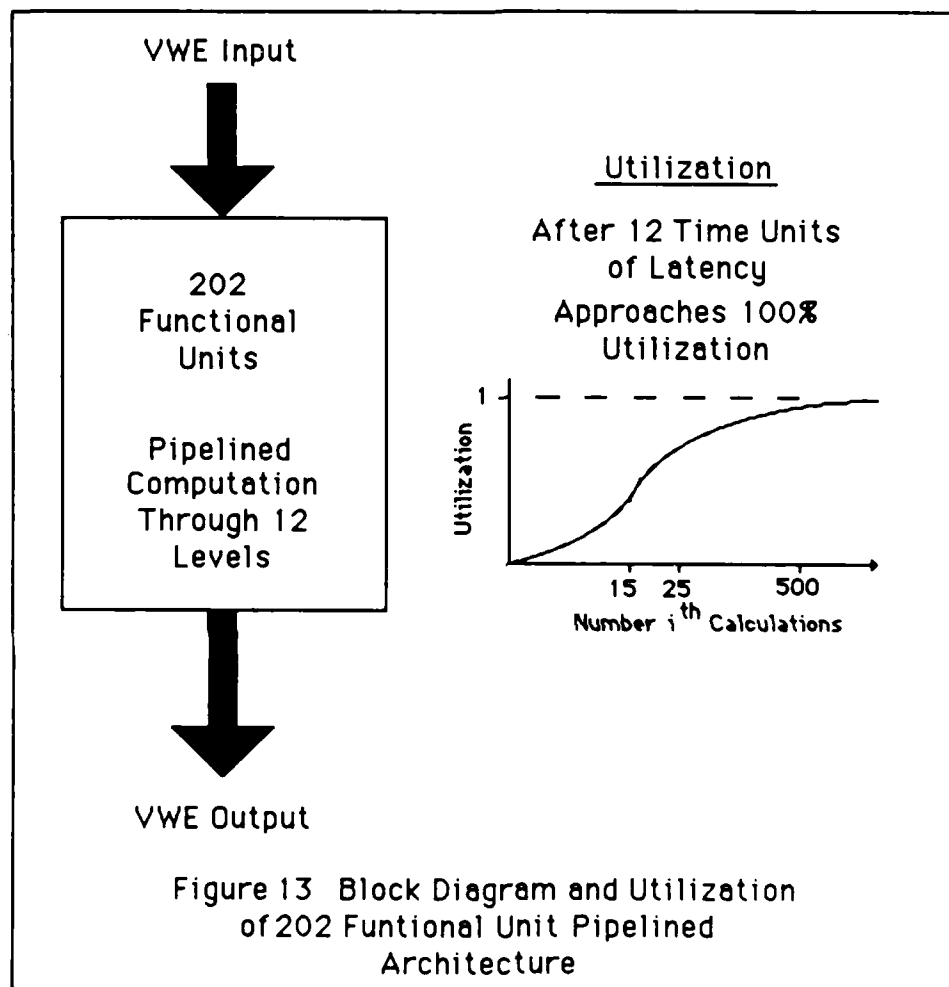 VWE Input
202
Functional
Units
Pipelined
Computation
Through 12
Levels
VWE Output
Utilization
After 12 Time Units
of Latency
Approaches 100%
Utilization
1
Utilization
15 25 500
Number i^th Calculations
Figure 13 Block Diagram and Utilization
of 202 Funtional Unit Pipelined
Architecture